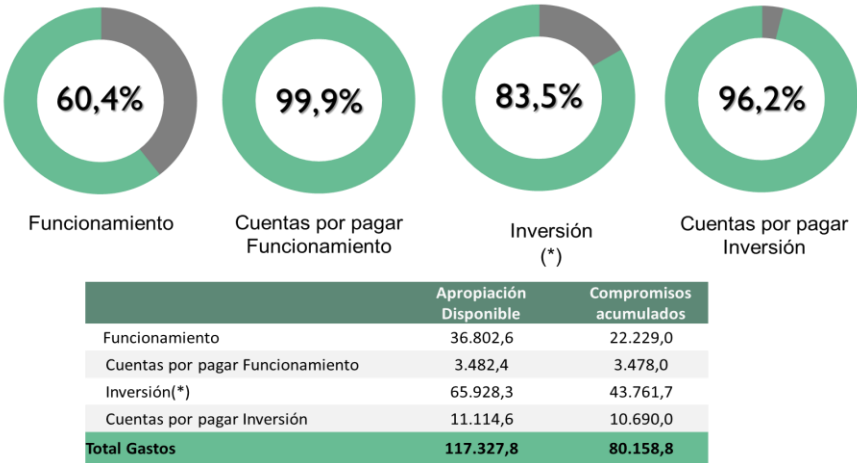 60,4%
99,9%
83,5%
96,2%
Funcionamiento
Cuentas por pagar
Funcionamiento
Inversión
(*)
Cuentas por pagar
Inversión
Apropiación Disponible Compromisos acumulados
Funcionamiento 36.802,6 22.229,0
Cuentas por pagar Funcionamiento 3.482,4 3.478,0
Inversión(*) 65.928,3 43.761,7
Cuentas por pagar Inversión 11.114,6 10.690,0
Total Gastos 117.327,8 80.158,8